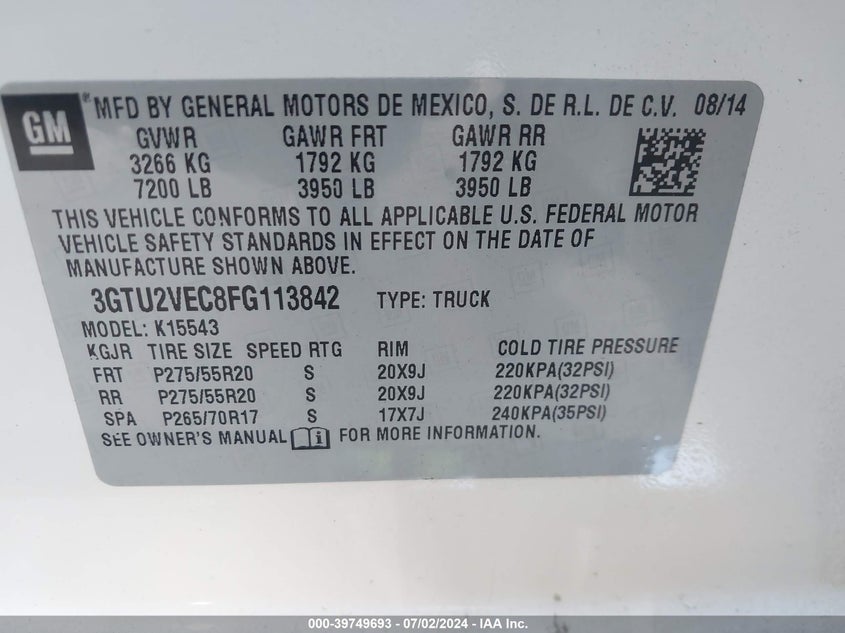 GM
® MFD BY GENERAL MOTORS DE MEXICO, S. DE R.L. DE C.V. 08/14
GVWR GAWR FRT GAWR RR
3266 KG 1792 KG 1792 KG
7200 LB 3950 LB 3950 LB
THIS VEHICLE CONFORMS TO ALL APPLICABLE U.S. FEDERAL MOTOR
VEHICLE SAFETY STANDARDS IN EFFECT ON THE DATE OF
MANUFACTURE SHOWN ABOVE.
3GTU2VEC8FG113842 TYPE: TRUCK
MODEL: K15543
KGJR TIRE SIZE SPEED RTG RIM COLD TIRE PRESSURE
FRT P275/55R20 S 20X9J 220KPA(32PSI)
RR P275/55R20 S 20X9J 220KPA(32PSI)
SPA P265/70R17 S 17X7J 240KPA(35PSI)
SEE OWNER'S MANUAL FOR MORE INFORMATION.
000-39749693 - 07/02/2024 - IAA Inc.